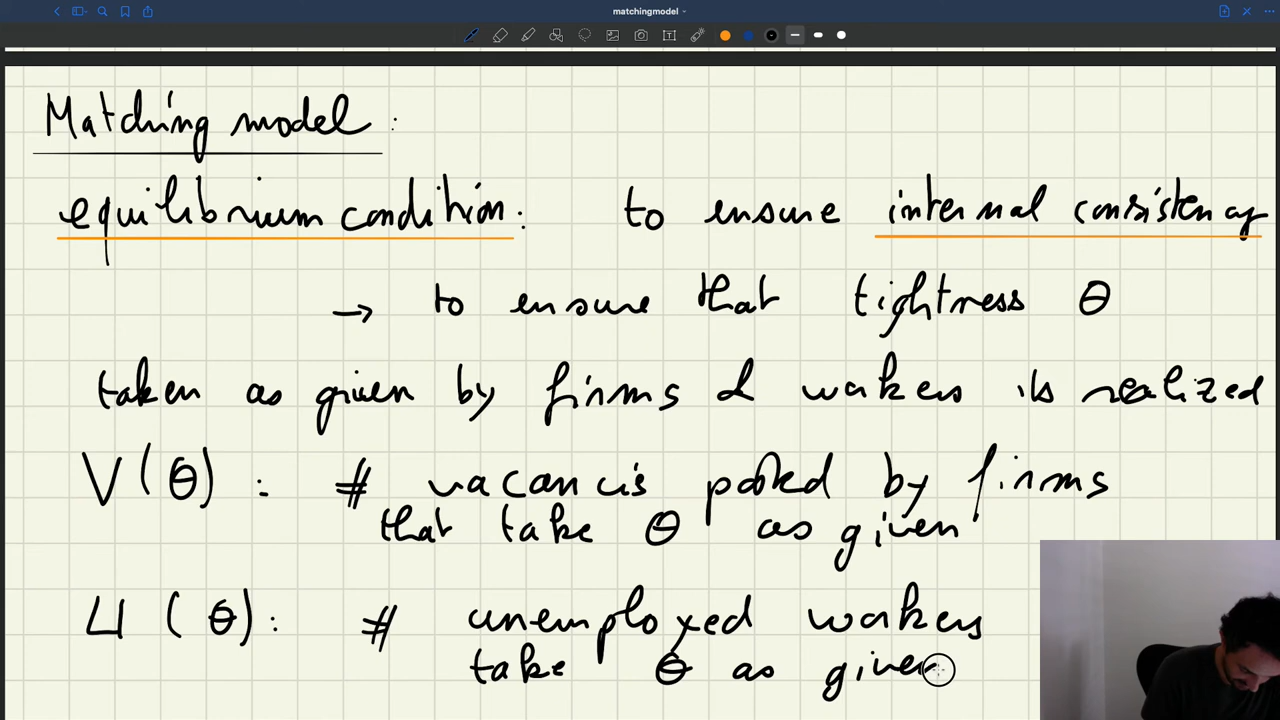 matchingmodel
Matching model :
equilibrium condition : to ensure internal consistency
→ to ensure that tightness θ
taken as given by firms & workers is realized
V(θ) : # vacancies posted by firms
that take θ as given
U(θ) : # unemployed workers
take θ as given